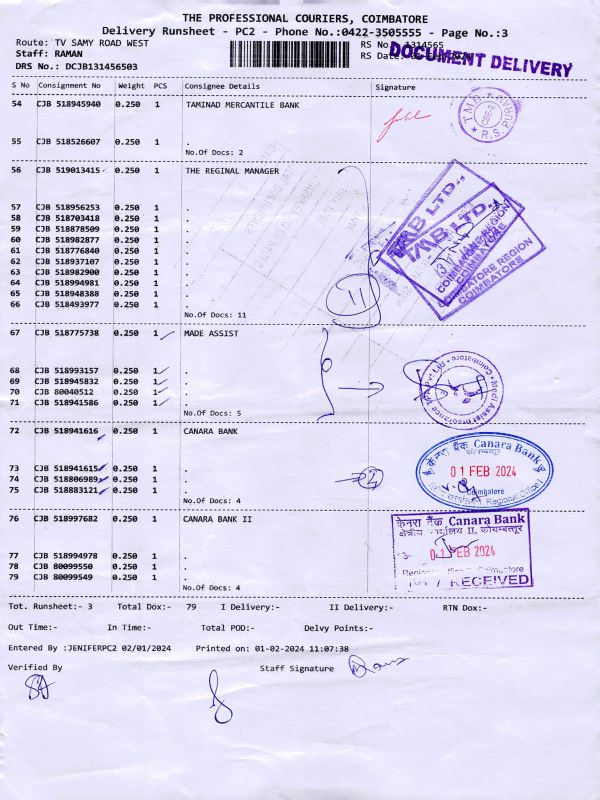 THE PROFESSIONAL COURIERS, COIMBATORE
Delivery Runsheet - PC2 - Phone No.:0422-3505555 - Page No.:3
Route: TV SAMY ROAD WEST
RS No.: 1314565
Staff: RAMAN
RS Date:
DOCUMENT DELIVERY
DRS No.: DCJB131456503
S No Consignment No Weight PCS Consignee Details Signature
54 CJB 518945940 0.250 1 TAMINAD MERCANTILE BANK
55 CJB 518526607 0.250 1 .
No.Of Docs: 2
56 CJB 519013415 0.250 1 THE REGINAL MANAGER
57 CJB 518956253 0.250 1 .
58 CJB 518703418 0.250 1 .
59 CJB 518878509 0.250 1 .
60 CJB 518982877 0.250 1 .
61 CJB 518776840 0.250 1 .
62 CJB 518937107 0.250 1 .
63 CJB 518982900 0.250 1 .
64 CJB 518994981 0.250 1 .
65 CJB 518948388 0.250 1 .
66 CJB 518493977 0.250 1 .
No.Of Docs: 11
11
TMB LTD.,
TMB LTD.,
COIMBATORE REGION
COIMBATORE
67 CJB 518775738 0.250 1 MADE ASSIST
68 CJB 518993157 0.250 1 .
69 CJB 518945832 0.250 1 .
70 CJB 80040512 0.250 1 .
71 CJB 518941586 0.250 1 .
No.Of Docs: 5
72 CJB 518941616 0.250 1 CANARA BANK
73 CJB 518941615 0.250 1 .
74 CJB 518806989 0.250 1 .
75 CJB 518883121 0.250 1 .
No.Of Docs: 4
केनरा बैंक Canara Bank
01 FEB 2024
Coimbatore
76 CJB 518997682 0.250 1 CANARA BANK II
77 CJB 518994978 0.250 1 .
78 CJB 80099550 0.250 1 .
79 CJB 80099549 0.250 1 .
No.Of Docs: 4
केनरा बैंक Canara Bank
01 FEB 2024
RECEIVED
Tot. Runsheet:- 3 Total Dox:- 79 I Delivery:- II Delivery:- RTN Dox:-
Out Time:- In Time:- Total POD:- Delvy Points:-
Entered By :JENIFERPC2 02/01/2024 Printed on: 01-02-2024 11:07:38
Verified By Staff Signature